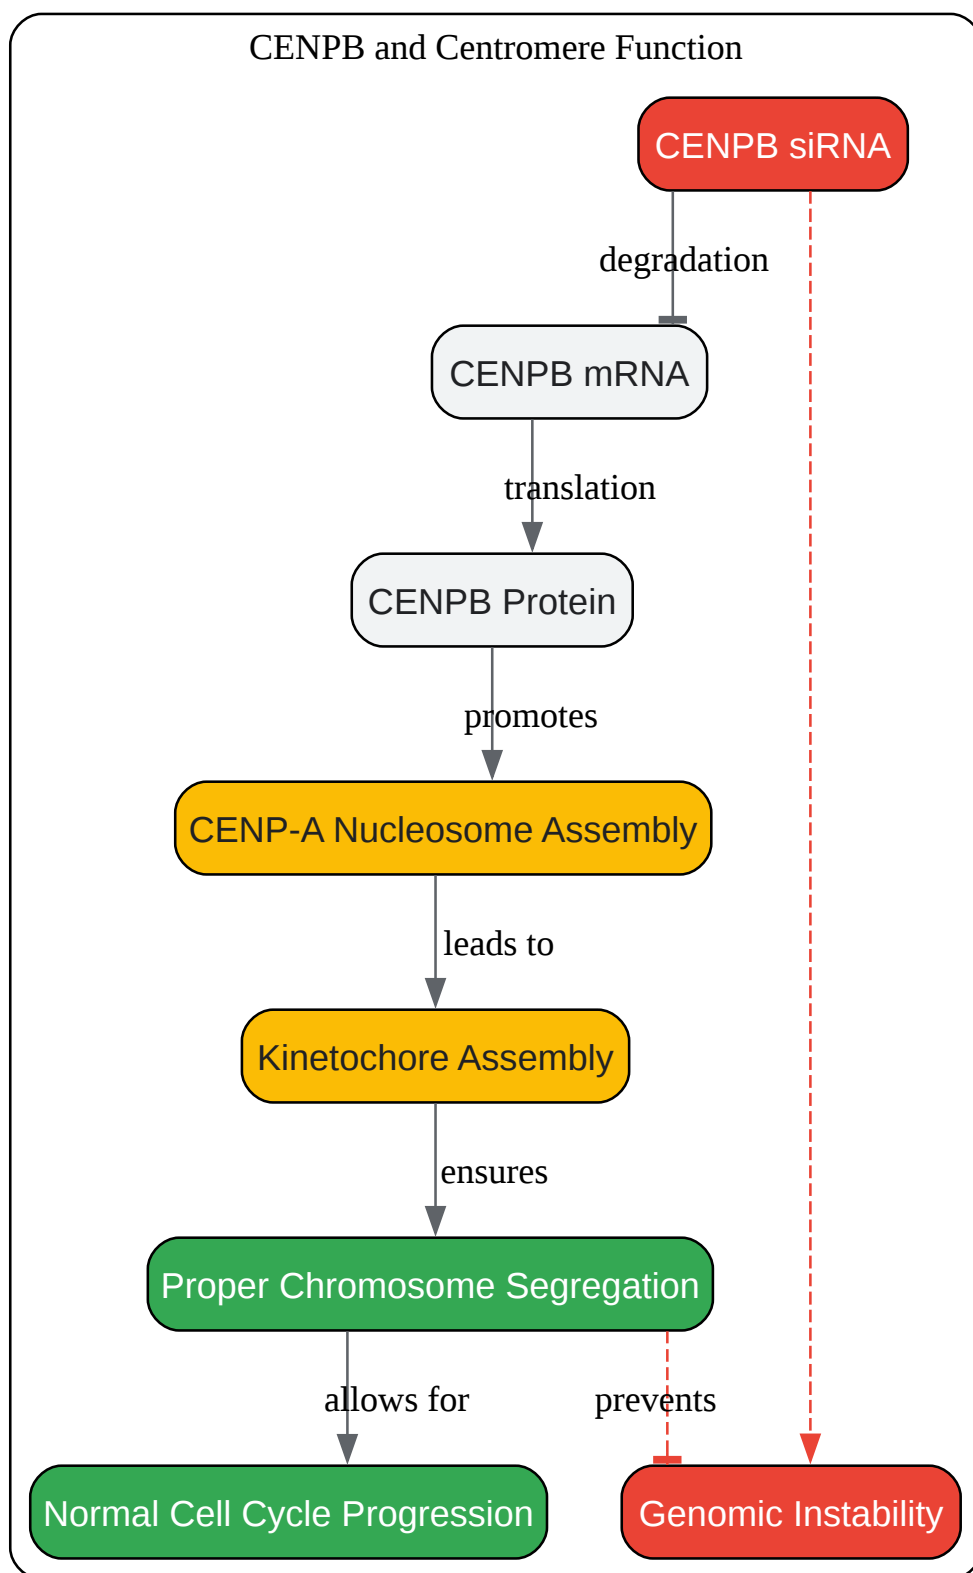 CENPB and Centromere Function
CENPB siRNA
degradation
CENPB mRNA
translation
CENPB Protein
promotes
CENP-A Nucleosome Assembly
leads to
Kinetochore Assembly
ensures
Proper Chromosome Segregation
allows for
prevents
Normal Cell Cycle Progression
Genomic Instability